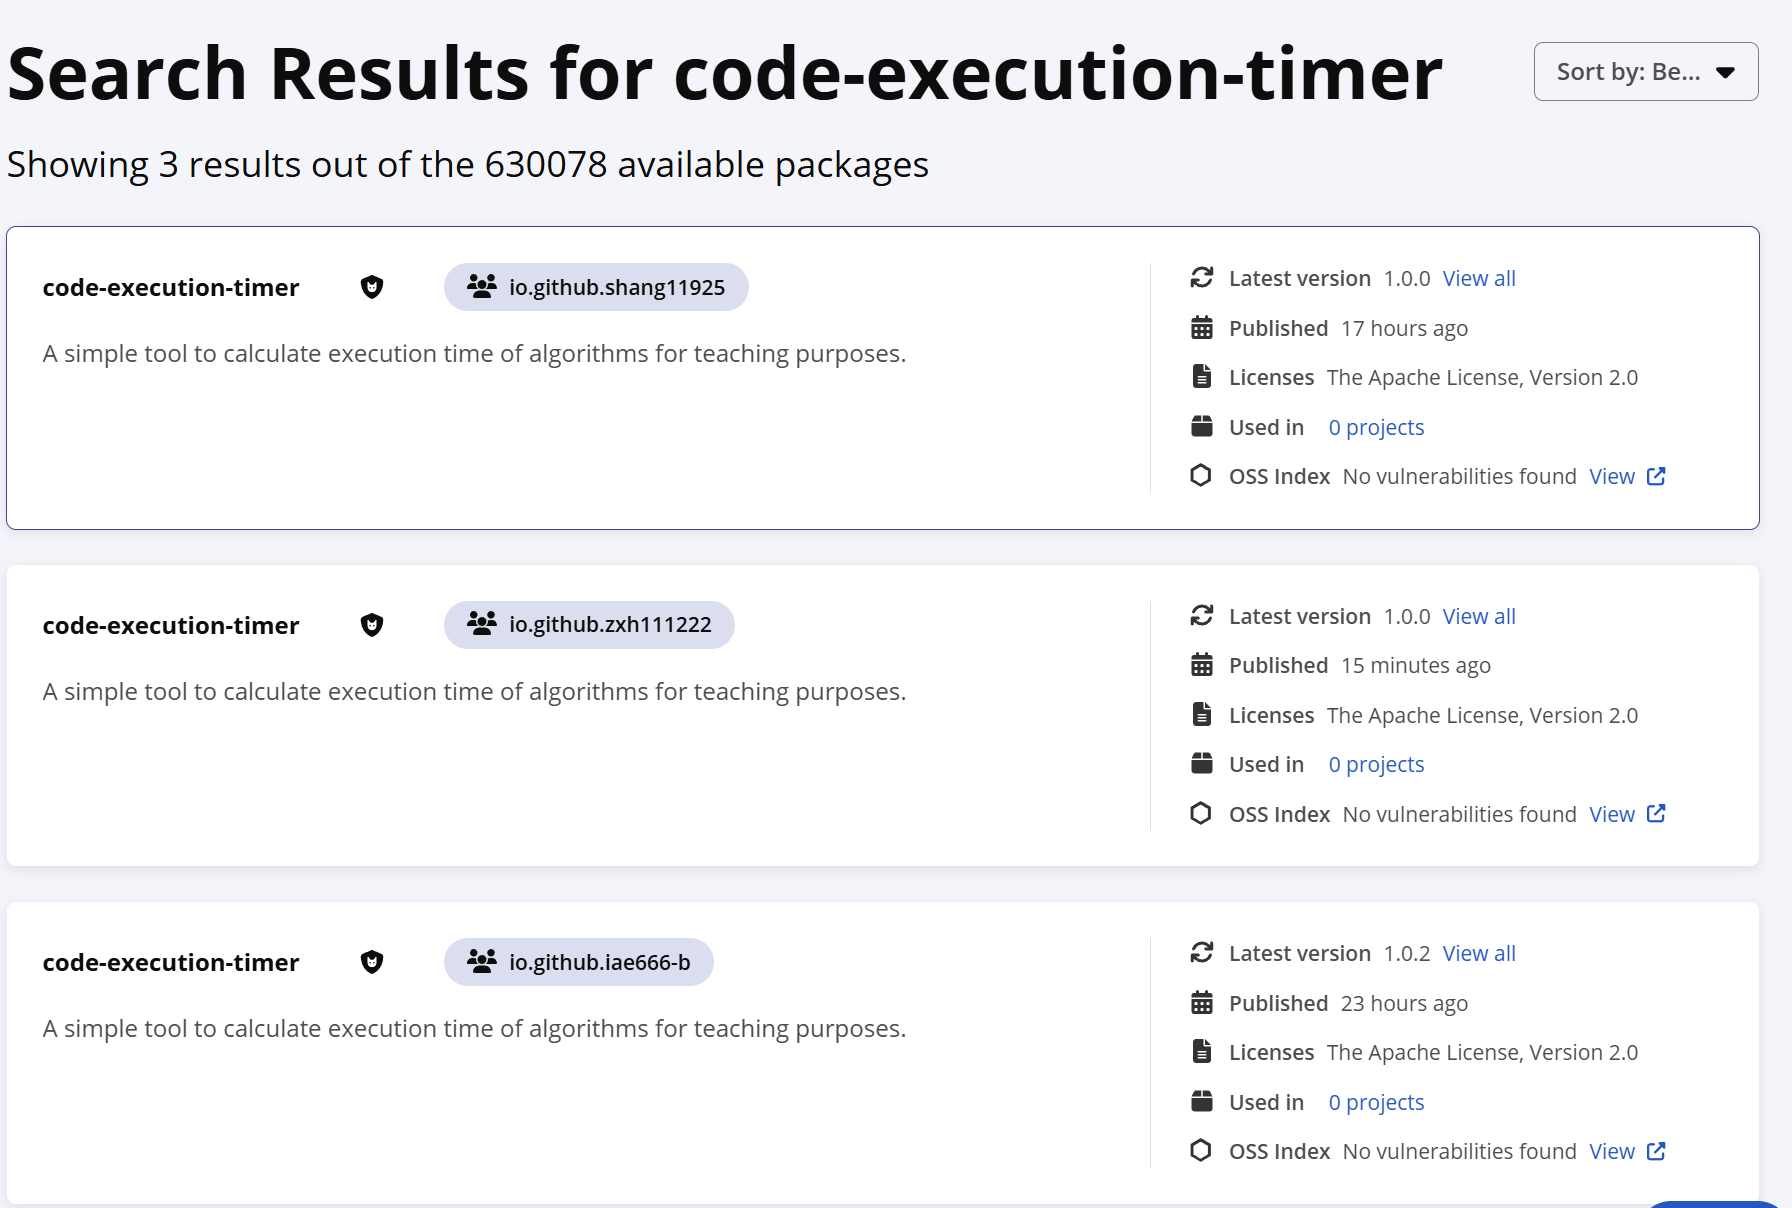 Search Results for code-execution-timer
Sort by: Be...
Showing 3 results out of the 630078 available packages
code-execution-timer
io.github.shang11925
A simple tool to calculate execution time of algorithms for teaching purposes.
Latest version 1.0.0 View all
Published 17 hours ago
Licenses The Apache License, Version 2.0
Used in 0 projects
OSS Index No vulnerabilities found View
code-execution-timer
io.github.zxh111222
A simple tool to calculate execution time of algorithms for teaching purposes.
Latest version 1.0.0 View all
Published 15 minutes ago
Licenses The Apache License, Version 2.0
Used in 0 projects
OSS Index No vulnerabilities found View
code-execution-timer
io.github.iae666-b
A simple tool to calculate execution time of algorithms for teaching purposes.
Latest version 1.0.2 View all
Published 23 hours ago
Licenses The Apache License, Version 2.0
Used in 0 projects
OSS Index No vulnerabilities found View